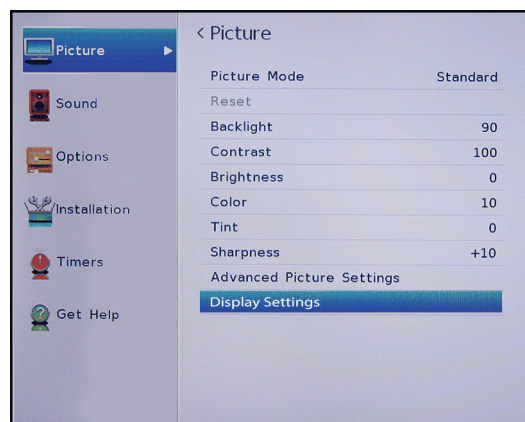 Picture
Sound
Options
Installation
Timers
Get Help
< Picture
Picture Mode Standard
Reset
Backlight 90
Contrast 100
Brightness 0
Color 10
Tint 0
Sharpness +10
Advanced Picture Settings
Display Settings